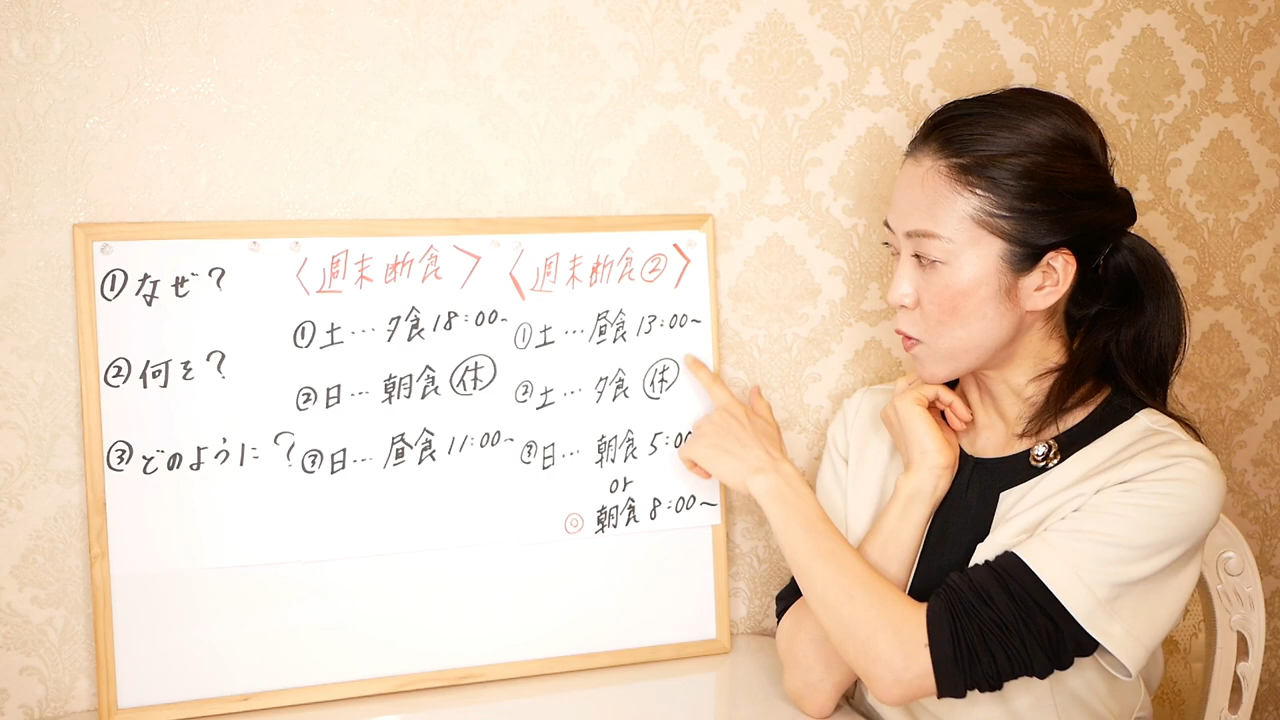 ①なぜ？
②何を？
③どのように？
〈週末断食〉
①土…夕食18:00~
②日…朝食㊡
③日…昼食11:00~
〈週末断食②〉
①土…昼食13:00~
②土…夕食㊡
③日…朝食5:00
or
◎朝食8:00~